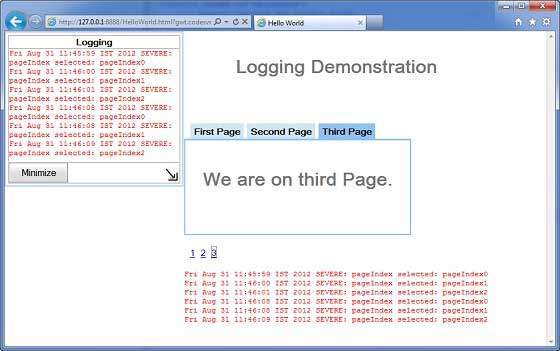 http://127.0.0.1:8888/HelloWorld.html?gwt.codesvr
Hello World
Logging
Fri Aug 31 11:45:59 IST 2012 SEVERE:
pageIndex selected: pageIndex0
Fri Aug 31 11:46:00 IST 2012 SEVERE:
pageIndex selected: pageIndex1
Fri Aug 31 11:46:01 IST 2012 SEVERE:
pageIndex selected: pageIndex2
Fri Aug 31 11:46:08 IST 2012 SEVERE:
pageIndex selected: pageIndex0
Fri Aug 31 11:46:08 IST 2012 SEVERE:
pageIndex selected: pageIndex1
Fri Aug 31 11:46:09 IST 2012 SEVERE:
pageIndex selected: pageIndex2
Minimize
Logging Demonstration
First Page Second Page Third Page
We are on third Page.
1 2 3
Fri Aug 31 11:45:59 IST 2012 SEVERE: pageIndex selected: pageIndex0
Fri Aug 31 11:46:00 IST 2012 SEVERE: pageIndex selected: pageIndex1
Fri Aug 31 11:46:01 IST 2012 SEVERE: pageIndex selected: pageIndex2
Fri Aug 31 11:46:08 IST 2012 SEVERE: pageIndex selected: pageIndex0
Fri Aug 31 11:46:08 IST 2012 SEVERE: pageIndex selected: pageIndex1
Fri Aug 31 11:46:09 IST 2012 SEVERE: pageIndex selected: pageIndex2